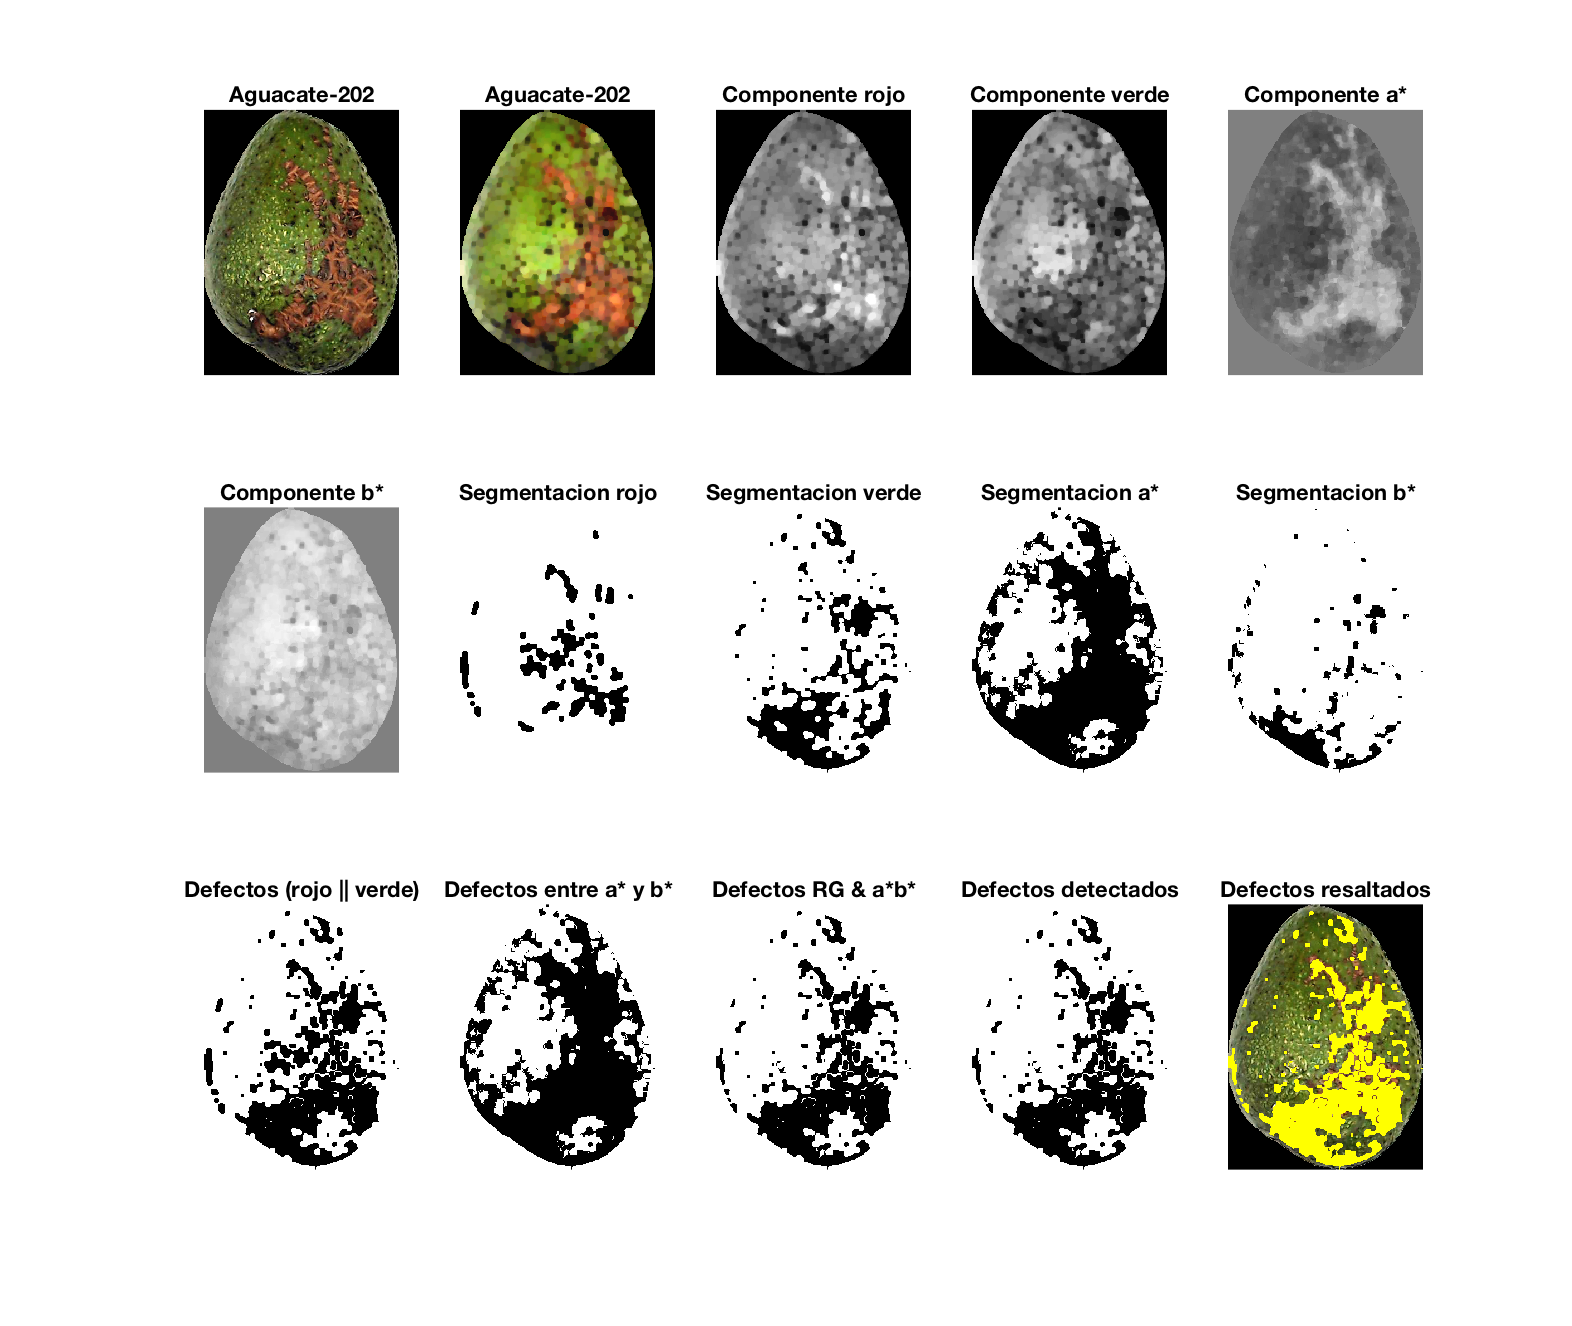 Aguacate-202
Aguacate-202
Componente rojo
Componente verde
Componente a*
Componente b*
Segmentacion rojo
Segmentacion verde
Segmentacion a*
Segmentacion b*
Defectos (rojo || verde)
Defectos entre a* y b*
Defectos RG & a*b*
Defectos detectados
Defectos resaltados